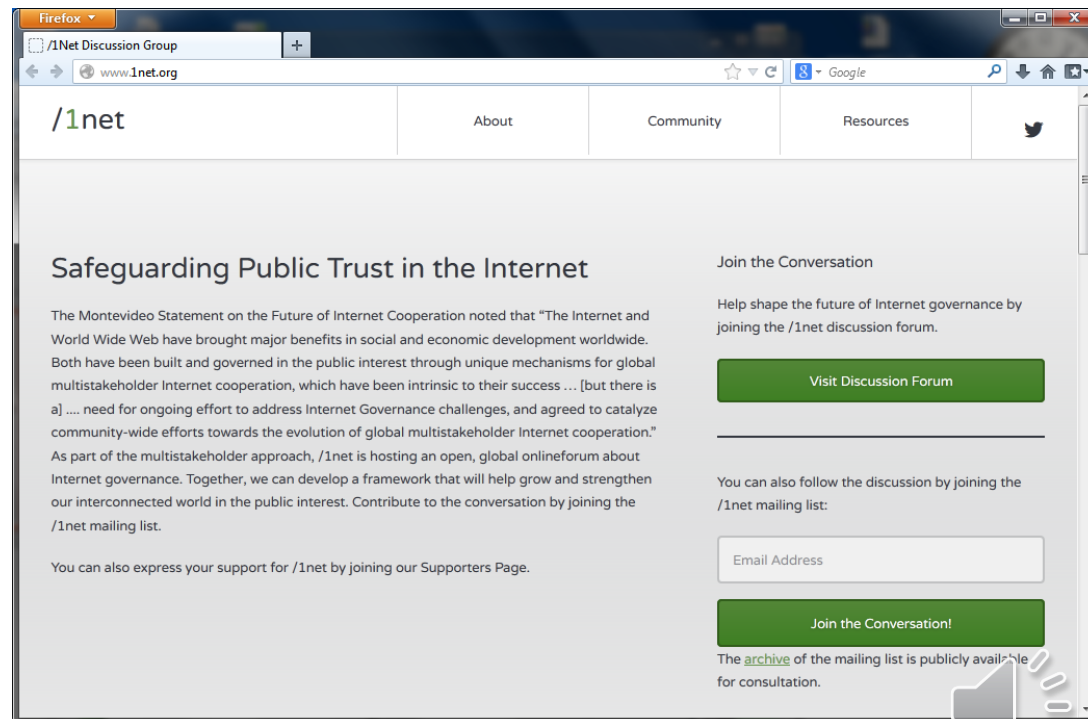 Firefox
/1Net Discussion Group
www.1net.org
Google
/1net
About
Community
Resources
Safeguarding Public Trust in the Internet
The Montevideo Statement on the Future of Internet Cooperation noted that “The Internet and
World Wide Web have brought major benefits in social and economic development worldwide.
Both have been built and governed in the public interest through unique mechanisms for global
multistakeholder Internet cooperation, which have been intrinsic to their success … [but there is
a] .... need for ongoing effort to address Internet Governance challenges, and agreed to catalyze
community-wide efforts towards the evolution of global multistakeholder Internet cooperation.”
As part of the multistakeholder approach, /1net is hosting an open, global onlineforum about
Internet governance. Together, we can develop a framework that will help grow and strengthen
our interconnected world in the public interest. Contribute to the conversation by joining the
/1net mailing list.
You can also express your support for /1net by joining our Supporters Page.
Join the Conversation
Help shape the future of Internet governance by
joining the /1net discussion forum.
Visit Discussion Forum
You can also follow the discussion by joining the
/1net mailing list:
Email Address
Join the Conversation!
The archive of the mailing list is publicly available
for consultation.